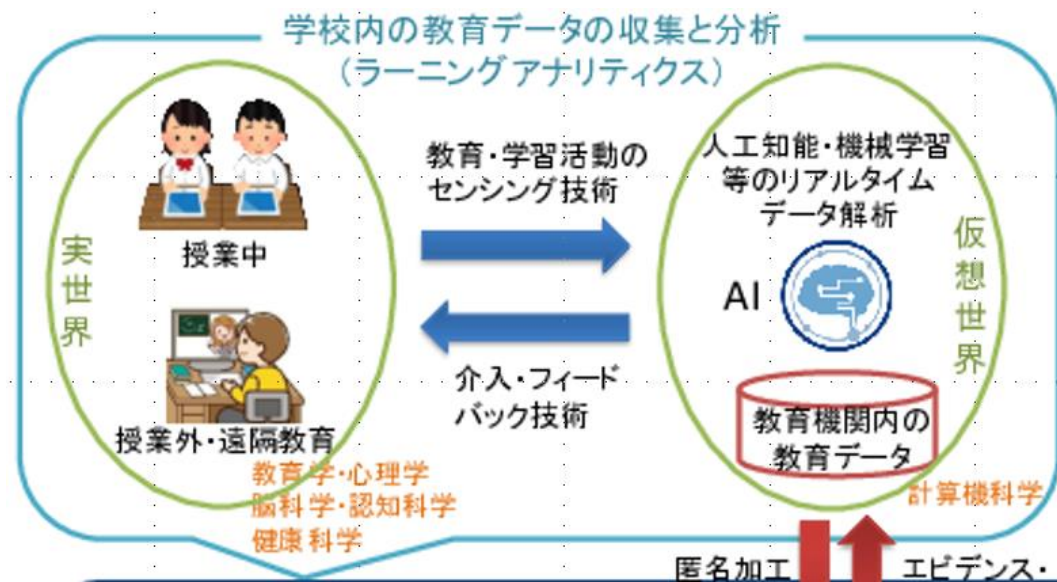 学校内の教育データの収集と分析
（ラーニングアナリティクス）
実世界
授業中
授業外・遠隔教育
教育学・心理学
脳科学・認知科学
健康科学
教育・学習活動の
センシング技術
介入・フィード
バック技術
人工知能・機械学習
等のリアルタイム
データ解析
AI
仮想世界
教育機関内の
教育データ
計算機科学
匿名加工
エビデンス・